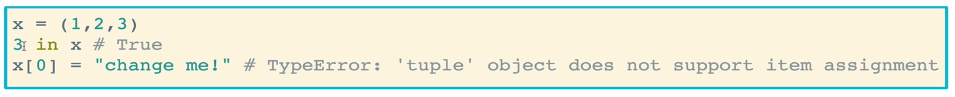 x = (1,2,3)
3 in x # True
x[0] = "change me!" # TypeError: 'tuple' object does not support item assignment